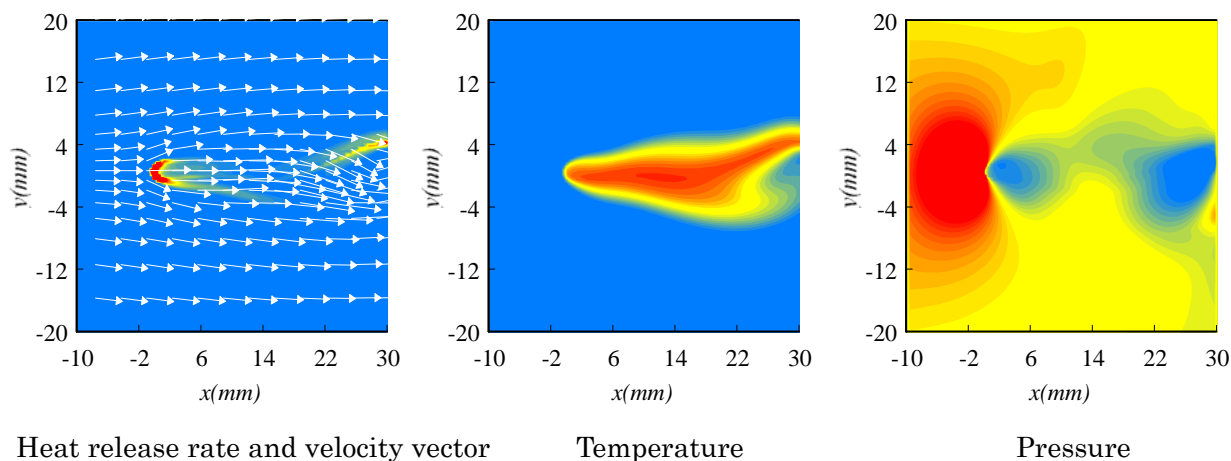 20 20 20
12 12 12
y(mm) y(mm) y(mm)
4 4 4
-4 -4 -4
-12 -12 -12
-20 -20 -20
-10 -2 6 14 22 30 -10 -2 6 14 22 30 -10 -2 6 14 22 30
x(mm) x(mm) x(mm)
Heat release rate and velocity vector Temperature Pressure